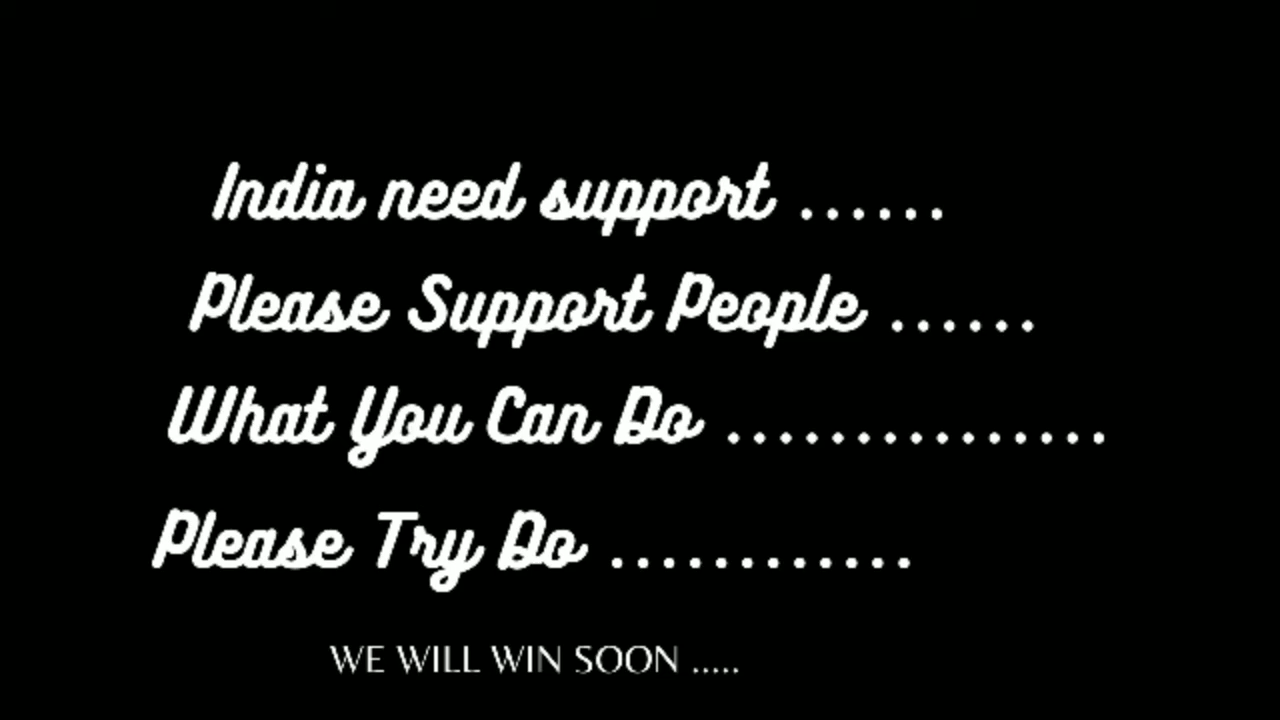 India need support ......
Please Support People ......
What You Can Do ...............
Please Try Do ............
WE WILL WIN SOON .....